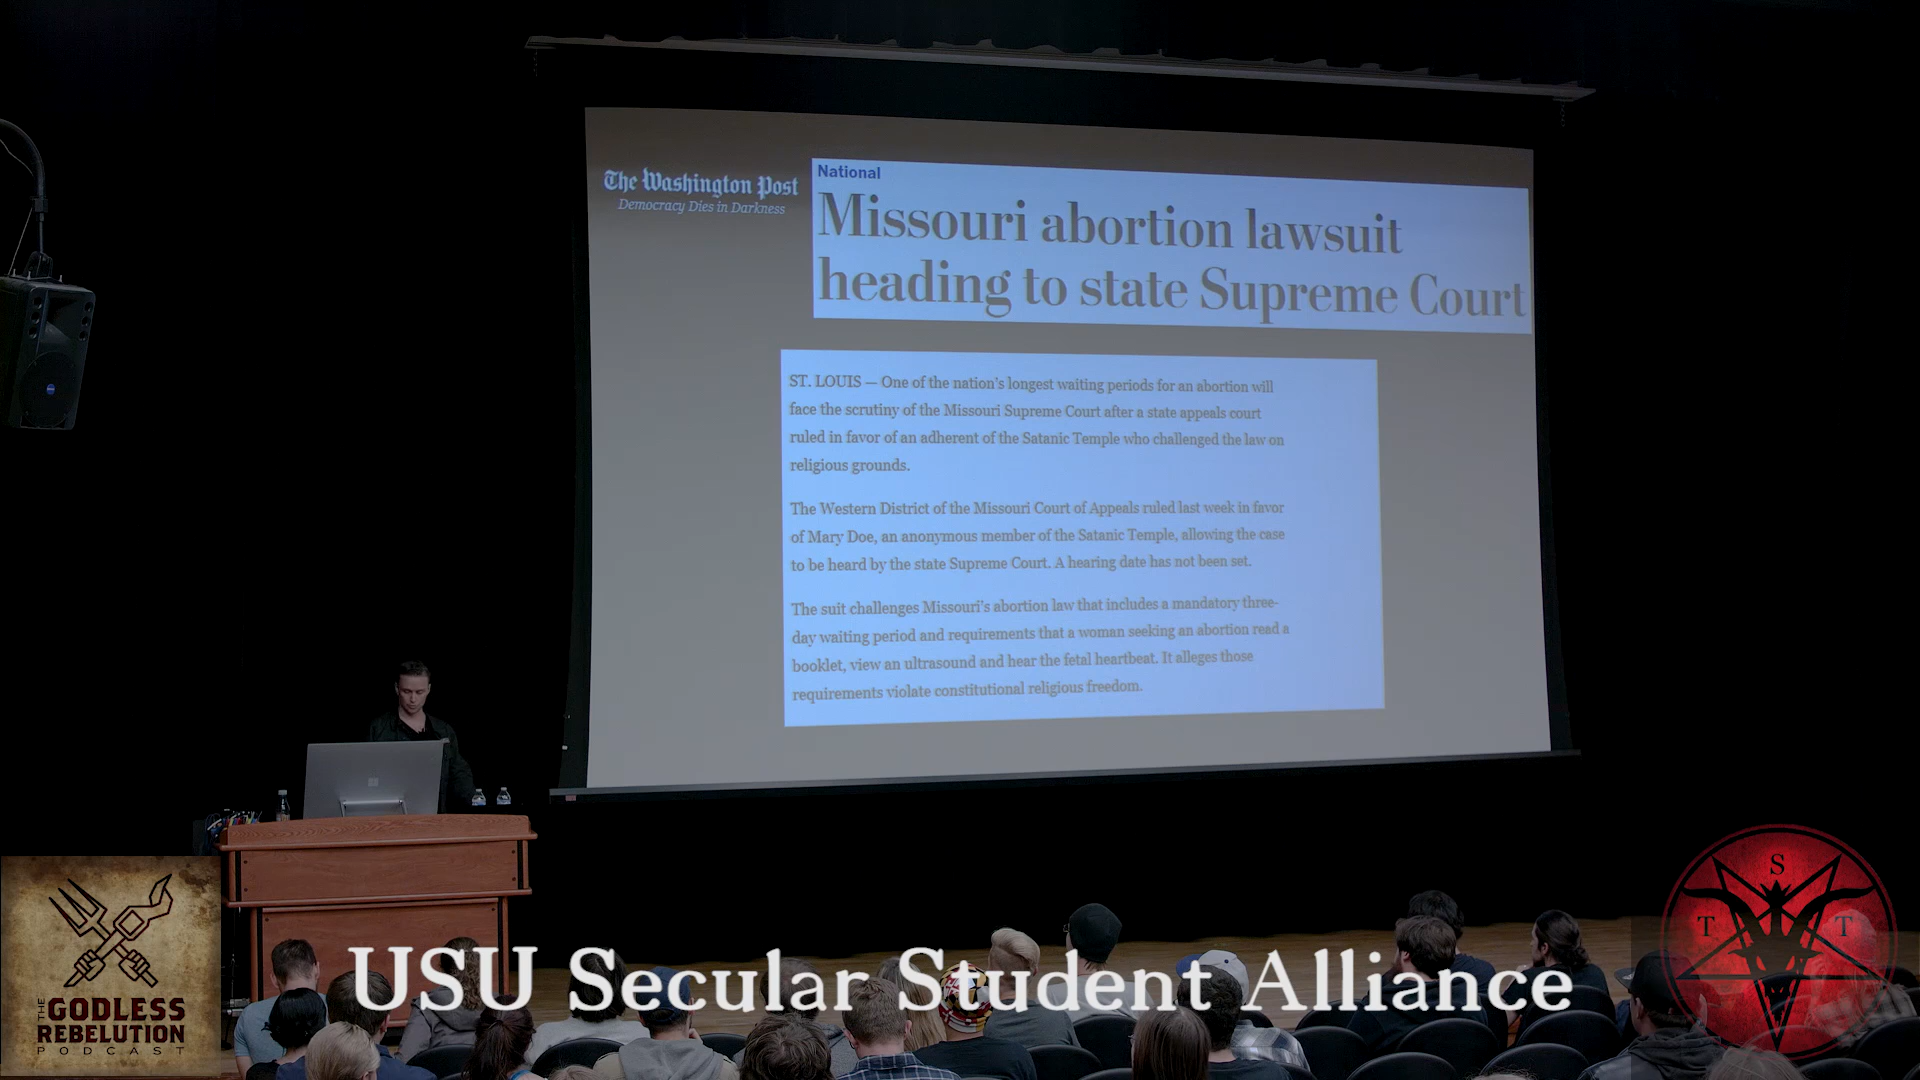 The Washington Post
Democracy Dies in Darkness
National
Missouri abortion lawsuit
heading to state Supreme Court
ST. LOUIS — One of the nation's longest waiting periods for an abortion will
face the scrutiny of the Missouri Supreme Court after a state appeals court
ruled in favor of an adherent of the Satanic Temple who challenged the law on
religious grounds.
The Western District of the Missouri Court of Appeals ruled last week in favor
of Mary Doe, an anonymous member of the Satanic Temple, allowing the case
to be heard by the state Supreme Court. A hearing date has not been set.
The suit challenges Missouri's abortion law that includes a mandatory three-
day waiting period and requirements that a woman seeking an abortion read a
booklet, view an ultrasound and hear the fetal heartbeat. It alleges those
requirements violate constitutional religious freedom.
THE
GODLESS
REBELUTION
PODCAST
USU Secular Student Alliance
T S T